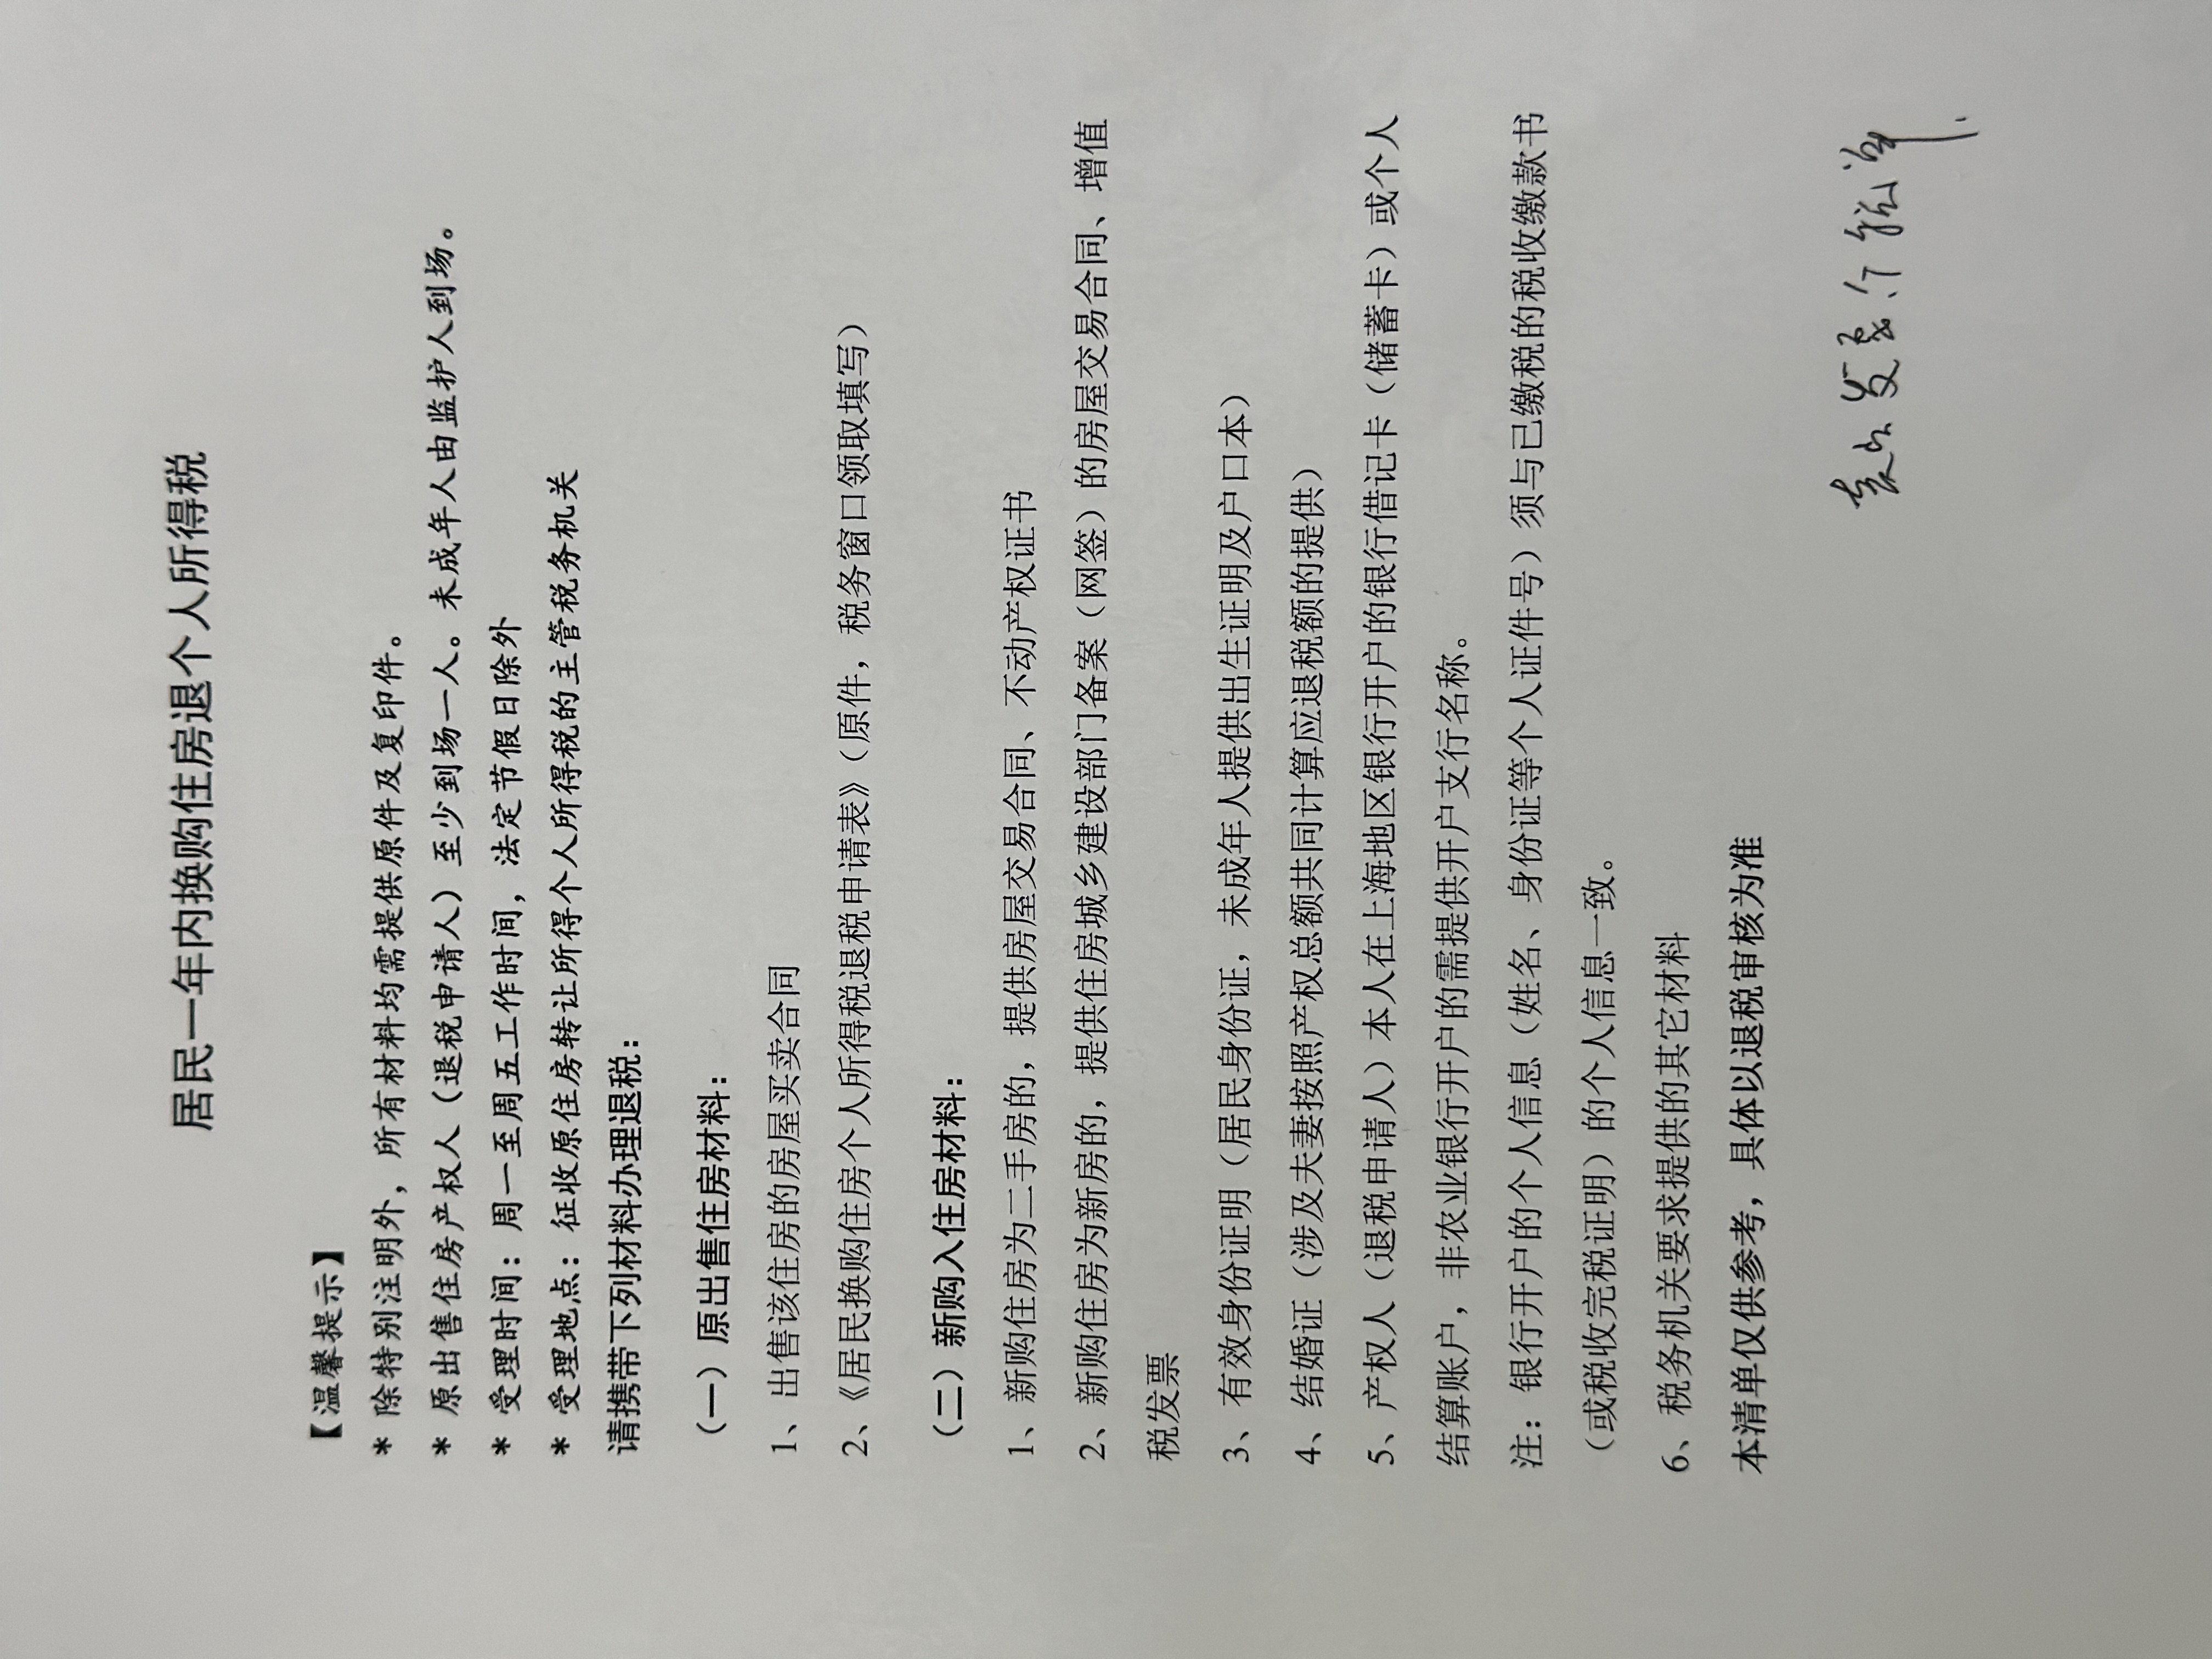 居民一年内换购住房退个人所得税
【温馨提示】
* 除特别注明外，所有材料均需提供原件及复印件。
* 原出售住房产权人（退税申请人）至少到场一人。未成年人由监护人到场。
* 受理时间：周一至周五工作时间，法定节假日除外
* 受理地点：征收原住房转让所得个人所得税的主管税务机关
请携带下列材料办理退税：
（一）原出售住房材料：
1、出售该住房的房屋买卖合同
2、《居民换购住房个人所得税退税申请表》（原件，税务窗口领取填写）
（二）新购入住房材料：
1、新购住房为二手房的，提供房屋交易合同、不动产权证书
2、新购住房为新房的，提供住房城乡建设部门备案（网签）的房屋交易合同、增值
税发票
3、有效身份证明（居民身份证，未成年人提供出生证明及户口本）
4、结婚证（涉及夫妻按照产权总额共同计算应退税额的提供）
5、产权人（退税申请人）本人在上海地区银行开户的银行借记卡（储蓄卡）或个人
结算账户，非农业银行开户的需提供开户支行名称。
注：银行开户的个人信息（姓名、身份证等个人证件号）须与已缴税的税收缴款书
（或税收完税证明）的个人信息一致。
6、税务机关要求提供的其它材料
本清单仅供参考，具体以退税审核为准
税单